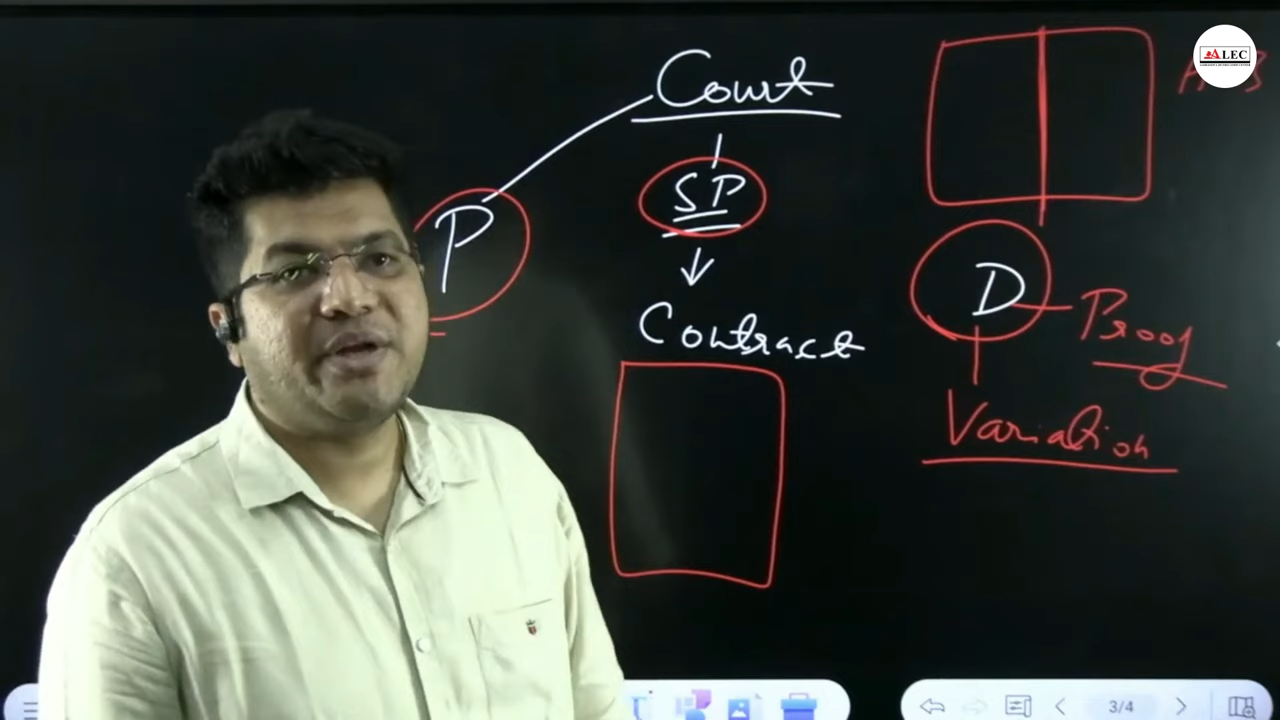 Court
ALEC
P
SP
D
Proof
Contract
Variation
3/4